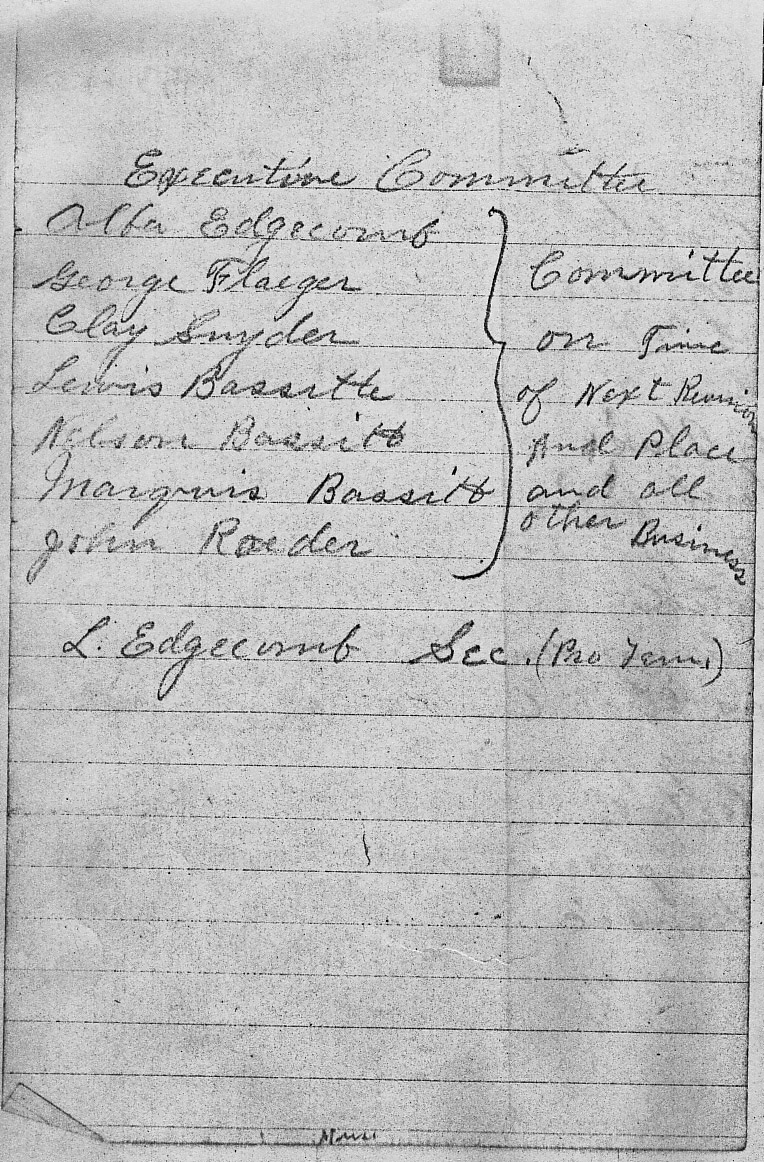 Executive Committee
Alba Edgecomb
George Flaeger
Clay Snyder
Lewis Bassitte
Nelson Bassitt
Marquis Bassitt
John Roeder
Committee
on Time
of Next Reunion
And Place
and all
other Business
L. Edgecomb Sec. (Pro Tem.)